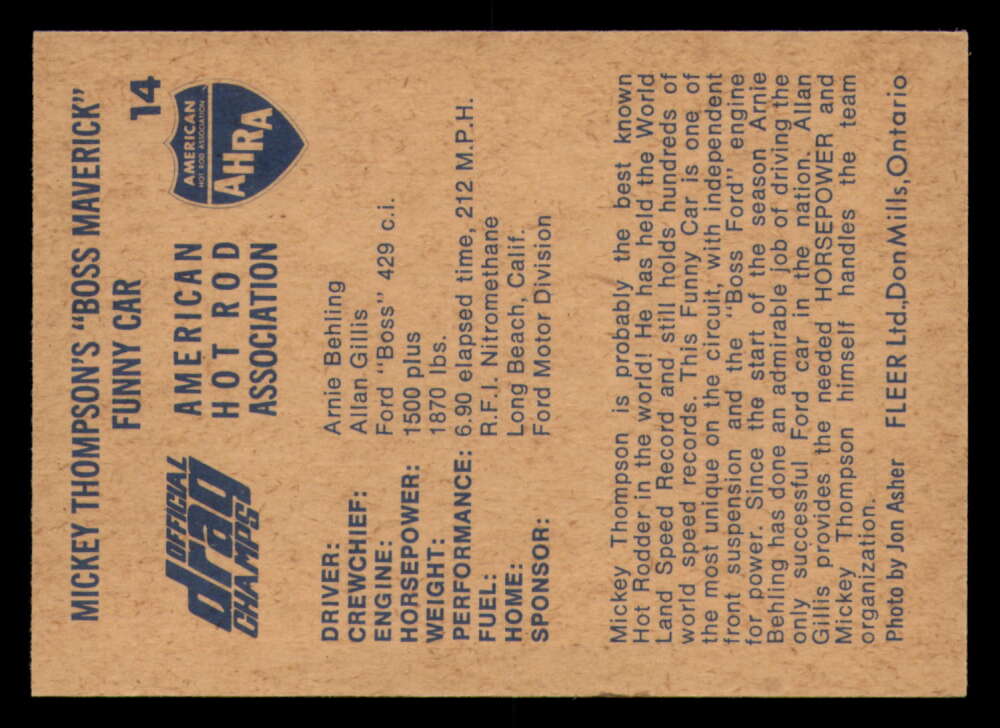 MICKEY THOMPSON'S "BOSS MAVERICK"
FUNNY CAR
14
OFFICIAL
drag
CHAMPS
AMERICAN
HOT ROD
ASSOCIATION
AMERICAN
HOT ROD ASSOCIATION
AHRA
DRIVER: Arnie Behling
CREWCHIEF: Allan Gillis
ENGINE: Ford "Boss" 429 c.i.
HORSEPOWER: 1500 plus
WEIGHT: 1870 lbs.
PERFORMANCE: 6.90 elapsed time, 212 M.P.H.
FUEL: R.F.I. Nitromethane
HOME: Long Beach, Calif.
SPONSOR: Ford Motor Division
Mickey Thompson is probably the best known
Hot Rodder in the world! He has held the World
Land Speed Record and still holds hundreds of
world speed records. This Funny Car is one of
the most unique on the circuit, with independent
front suspension and the "Boss Ford" engine
for power. Since the start of the season Arnie
Behling has done an admirable job of driving the
only successful Ford car in the nation. Allan
Gillis provides the needed HORSEPOWER and
Mickey Thompson himself handles the team
organization.
Photo by Jon Asher FLEER Ltd., Don Mills, Ontario